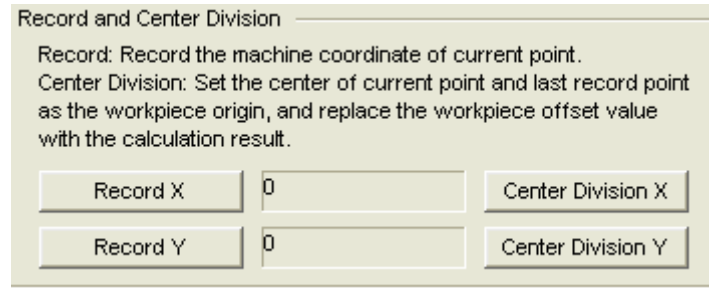 Record and Center Division
Record: Record the machine coordinate of current point.
Center Division: Set the center of current point and last record point
as the workpiece origin, and replace the workpiece offset value
with the calculation result.
Record X 0 Center Division X
Record Y 0 Center Division Y